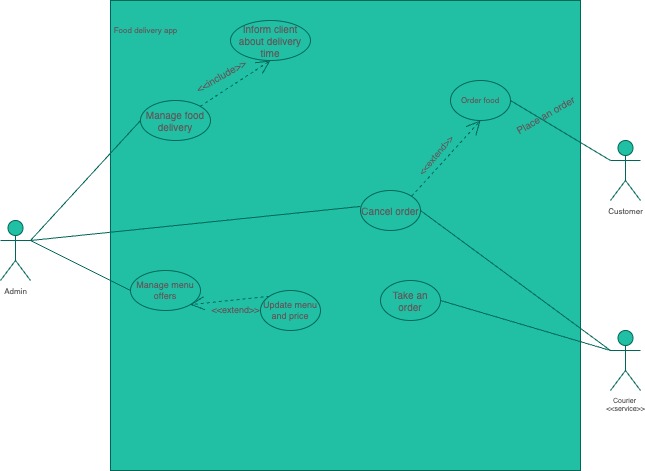 Food delivery app
Inform client
about delivery
time
<<include>>
Manage food
delivery
Order food
Place an order
<<extend>>
Cancel order
Customer
Admin
Manage menu
offers
<<extend>>
Update menu
and price
Take an
order
Courier
<<service>>